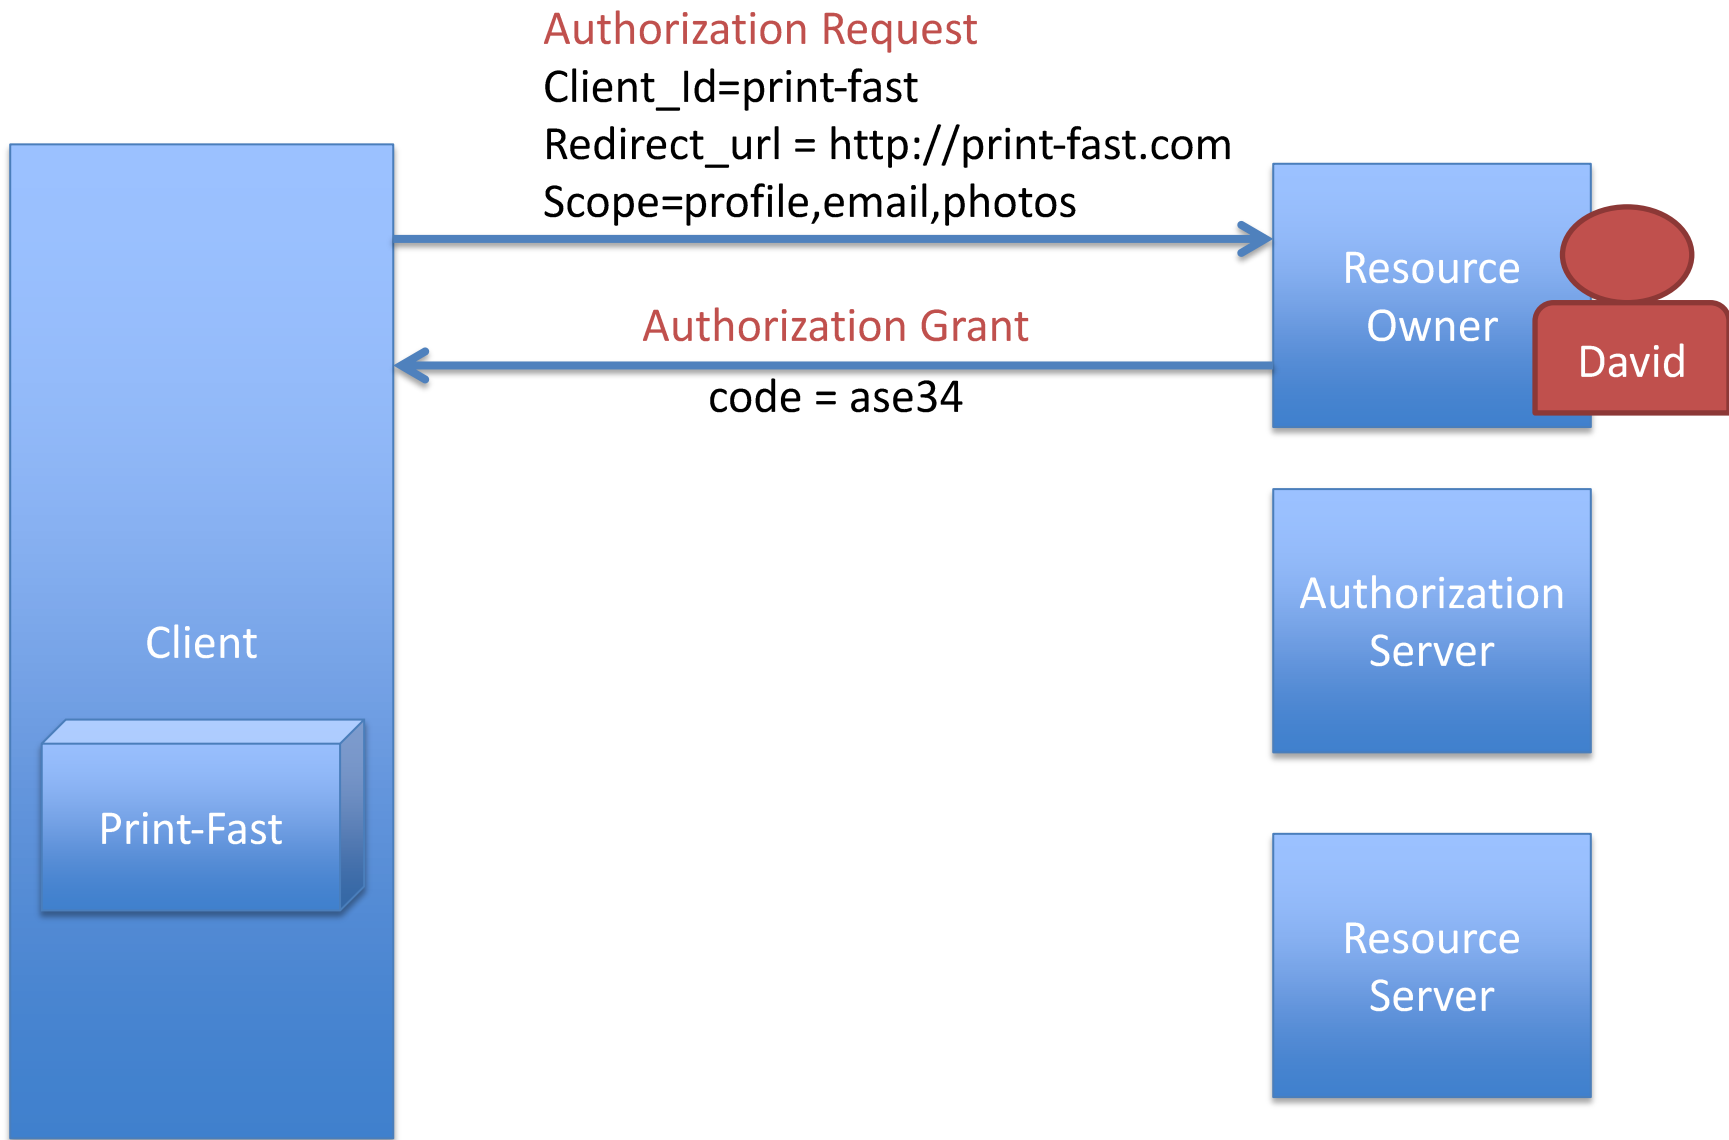 Authorization Request
Client_Id=print-fast
Redirect_url = http://print-fast.com
Scope=profile,email,photos
Resource
Owner
David
Authorization Grant
code = ase34
Authorization
Server
Client
Print-Fast
Resource
Server